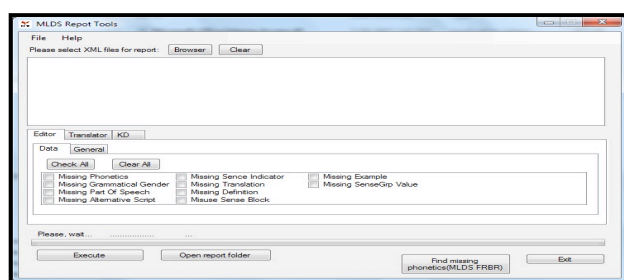 MLDS Repot Tools
File Help
Please select XML files for report: Browser Clear
Editor Translator KD
Data General
Check All Clear All
Missing Phonetics Missing Sence Indicator Missing Example
Missing Grammatical Gender Missing Translation Missing SenseGrp Value
Missing Part Of Speech Missing Definition
Missing Alternative Script Misuse Sense Block
Please, wait... .................. ...
Execute Open report folder Find missing phonetics(MLDS FRBR) Exit